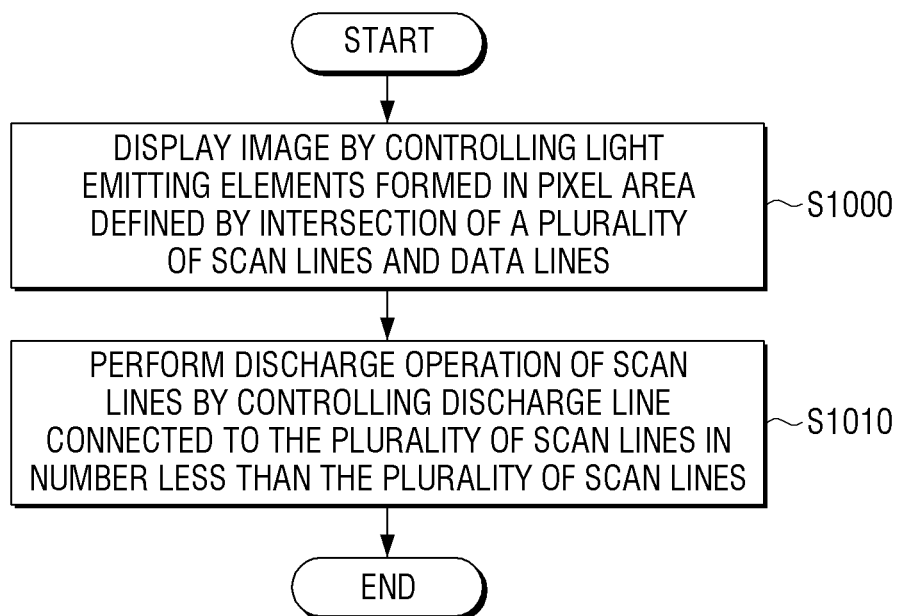 START
DISPLAY IMAGE BY CONTROLLING LIGHT
EMITTING ELEMENTS FORMED IN PIXEL AREA
DEFINED BY INTERSECTION OF A PLURALITY
OF SCAN LINES AND DATA LINES
S1000
PERFORM DISCHARGE OPERATION OF SCAN
LINES BY CONTROLLING DISCHARGE LINE
CONNECTED TO THE PLURALITY OF SCAN LINES IN
NUMBER LESS THAN THE PLURALITY OF SCAN LINES
S1010
END